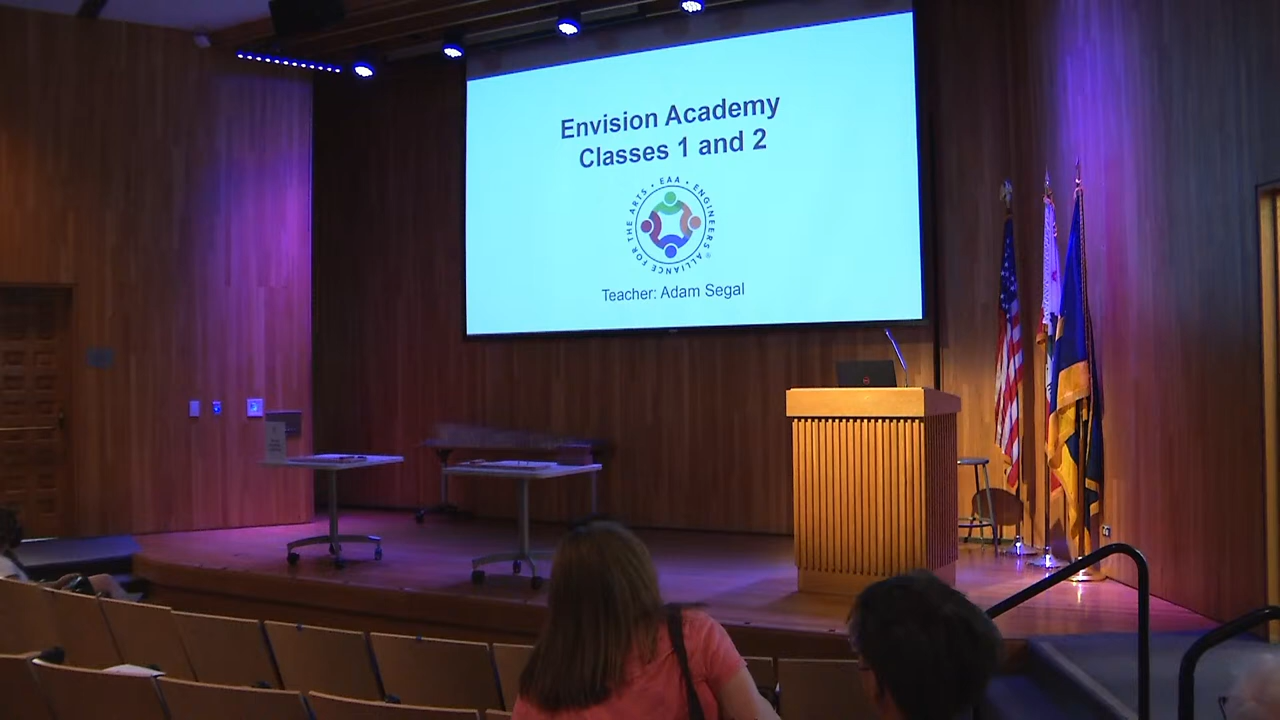 Envision Academy
Classes 1 and 2
EAA • ENGINEERS ALLIANCE FOR THE ARTS •
®
Teacher: Adam Segal